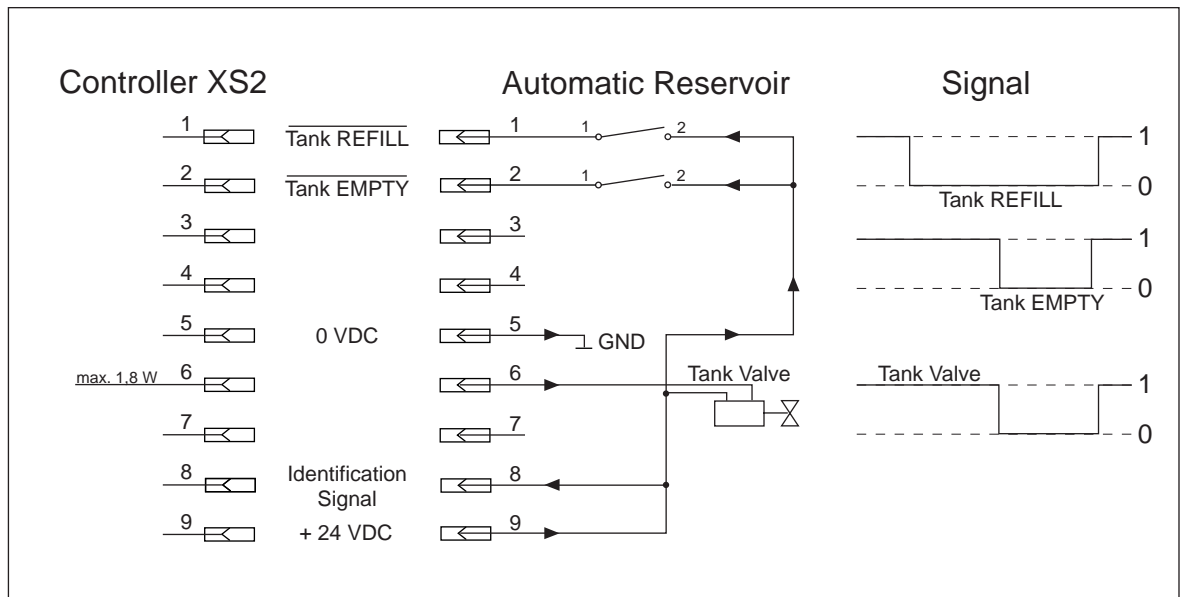 Controller XS2 Automatic Reservoir Signal
1 Tank REFILL 1 1 2 1
2 Tank EMPTY 2 1 2 0
Tank REFILL
3 3 1
4 4 0
Tank EMPTY
5 0 VDC 5 GND
max. 1,8 W 6 6 Tank Valve Tank Valve 1
7 7 0
8 Identification Signal 8
9 + 24 VDC 9